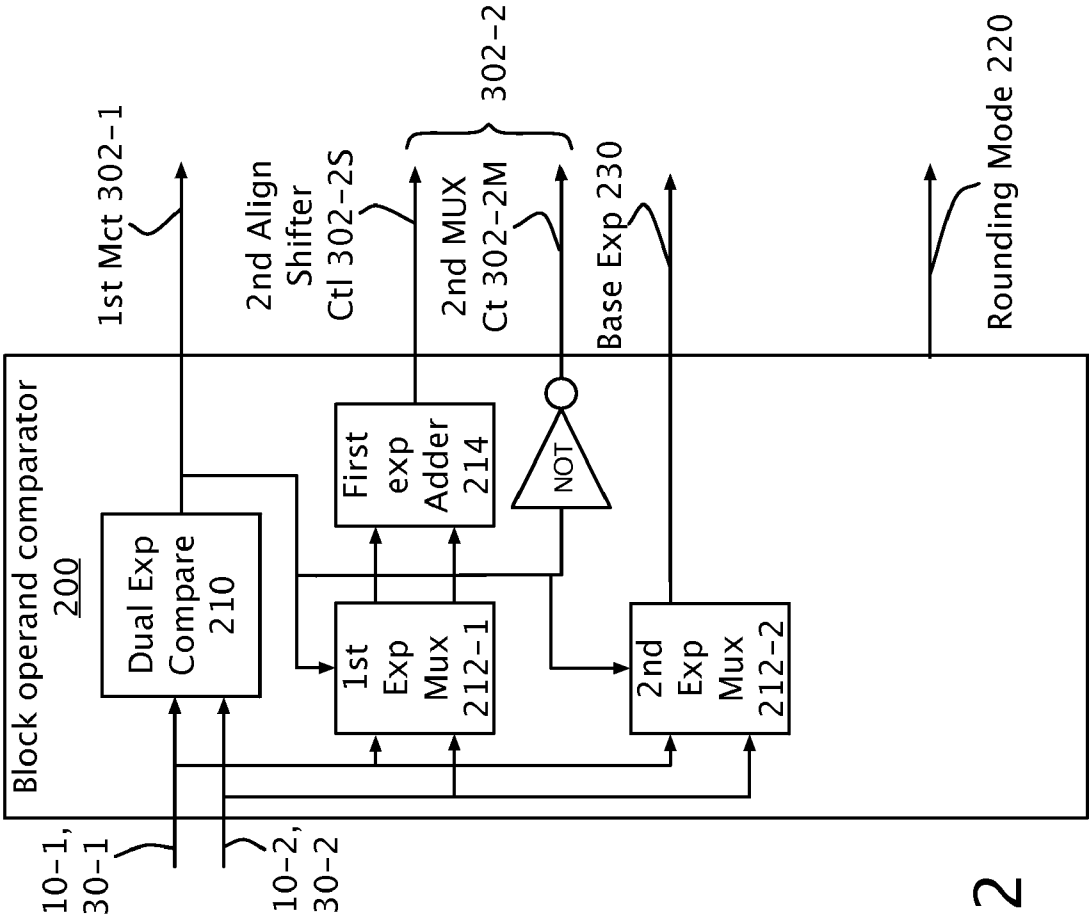 Block operand comparator
200
10-1,
30-1
10-2,
30-2
Dual Exp
Compare
210
1st Mct 302-1
1st
Exp
Mux
212-1
First
exp
Adder
214
2nd Align
Shifter
Ctl 302-2S
302-2
NOT
2nd MUX
Ct 302-2M
2nd
Exp
Mux
212-2
Base Exp 230
Rounding Mode 220
2